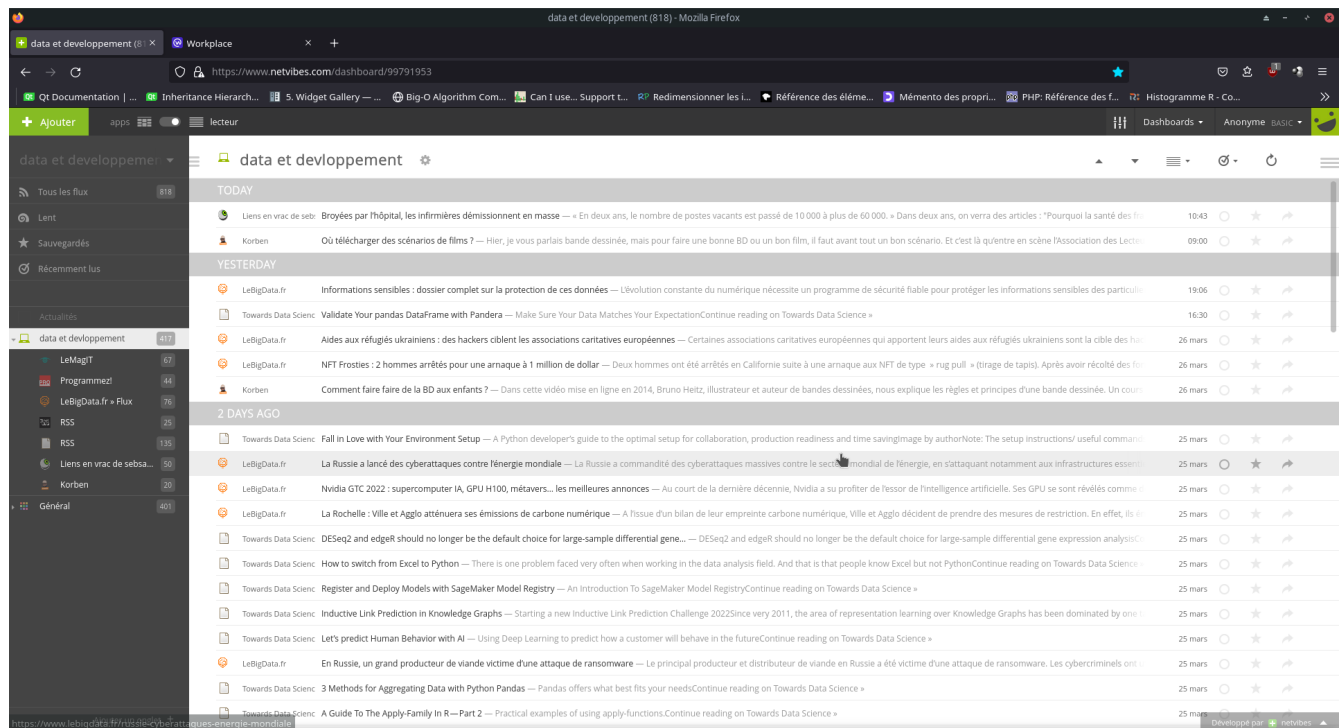 data et developpement (818) - Mozilla Firefox
data et developpement (81
Workplace
https://www.netvibes.com/dashboard/99791953
Qt Documentation | ...
Inheritance Hierarch...
5. Widget Gallery — ...
Big-O Algorithm Com...
Can I use... Support t...
Redimensionner les i...
Référence des éléme...
Mémento des propri...
PHP: Référence des f...
Histogramme R - Co...
Ajouter apps lecteur Dashboards Anonyme BASIC
data et developpemen
Tous les flux 818
Lent
Sauvegardés
Récemment lus
Actualités
data et devloppement 417
LeMagIT 67
Programmez! 44
LeBigData.fr » Flux 76
RSS 25
RSS 135
Liens en vrac de sebsa... 50
Korben 20
Général 401
data et devloppement
TODAY
Liens en vrac de seb Broyées par l'hôpital, les infirmières démissionnent en masse — « En deux ans, le nombre de postes vacants est passé de 10 000 à plus de 60 000. » Dans deux ans, on verra des articles : "Pourquoi la santé des 10:43
Korben Où télécharger des scénarios de films ? — Hier, je vous parlais bande dessinée, mais pour faire une bonne BD ou un bon film, il faut avant tout un bon scénario. Et c'est là qu'entre en scène l'Association des 09:00
YESTERDAY
LeBigData.fr Informations sensibles : dossier complet sur la protection de ces données — L'évolution constante du numérique nécessite un programme de sécurité fiable pour protéger les informations sensibles des 19:06
Towards Data Scienc Validate Your pandas DataFrame with Pandera — Make Sure Your Data Matches Your ExpectationContinue reading on Towards Data Science » 16:30
LeBigData.fr Aides aux réfugiés ukrainiens : des hackers ciblent les associations caritatives européennes — Certaines associations caritatives européennes qui apportent leurs aides aux réfugiés ukrainiens sont la cible des 26 mars
LeBigData.fr NFT Frosties : 2 hommes arrêtés pour une arnaque à 1 million de dollar — Deux hommes ont été arrêtés en Californie suite à une arnaque aux NFT de type » rug pull » (tirage de tapis). Après avoir récolté des 26 mars
Korben Comment faire faire de la BD aux enfants ? — Dans cette vidéo mise en ligne en 2014, Bruno Heitz, illustrateur et auteur de bandes dessinées, nous explique les règles et principes d'une bande dessinée. Un 26 mars
2 DAYS AGO
Towards Data Scienc Fall in Love with Your Environment Setup — A Python developer's guide to the optimal setup for collaboration, production readiness and time savingImage by authorNote: The setup instructions/ useful 25 mars
LeBigData.fr La Russie a lancé des cyberattaques contre l'énergie mondiale — La Russie a commandité des cyberattaques massives contre le mondial de l'énergie, en s'attaquant notamment aux infrastructures 25 mars
LeBigData.fr Nvidia GTC 2022 : supercomputer IA, GPU H100, métavers... les meilleures annonces — Au court de la dernière décennie, Nvidia a su profiter de l'essor de l'intelligence artificielle. Ses GPU se sont révélés comme 25 mars
LeBigData.fr La Rochelle : Ville et Agglo atténuera ses émissions de carbone numérique — A l'issue d'un bilan de leur empreinte carbone numérique, Ville et Agglo décident de prendre des mesures de restriction. En effet, ils 25 mars
Towards Data Scienc DESeq2 and edgeR should no longer be the default choice for large-sample differential gene... — DESeq2 and edgeR should no longer be the default choice for large-sample differential gene expression analysis 25 mars
Towards Data Scienc How to switch from Excel to Python — There is one problem faced very often when working in the data analysis field. And that is that people know Excel but not PythonContinue reading on Towards Data Science 25 mars
Towards Data Scienc Register and Deploy Models with SageMaker Model Registry — An Introduction To SageMaker Model RegistryContinue reading on Towards Data Science » 25 mars
Towards Data Scienc Inductive Link Prediction in Knowledge Graphs — Starting a new Inductive Link Prediction Challenge 2022Since very 2011, the area of representation learning over Knowledge Graphs has been dominated by one 25 mars
Towards Data Scienc Let's predict Human Behavior with AI — Using Deep Learning to predict how a customer will behave in the futureContinue reading on Towards Data Science » 25 mars
LeBigData.fr En Russie, un grand producteur de viande victime d'une attaque de ransomware — Le principal producteur et distributeur de viande en Russie a été victime d'une attaque de ransomware. Les cybercriminels ont 25 mars
Towards Data Scienc 3 Methods for Aggregating Data with Python Pandas — Pandas offers what best fits your needsContinue reading on Towards Data Science » 25 mars
Towards Data Scienc A Guide To The Apply-Family In R — Part 2 — Practical examples of using apply-functions.Continue reading on Towards Data Science » 25 mars
https://www.lebigdata.fr/russie-cyberattaques-energie-mondiale
Développé par netvibes